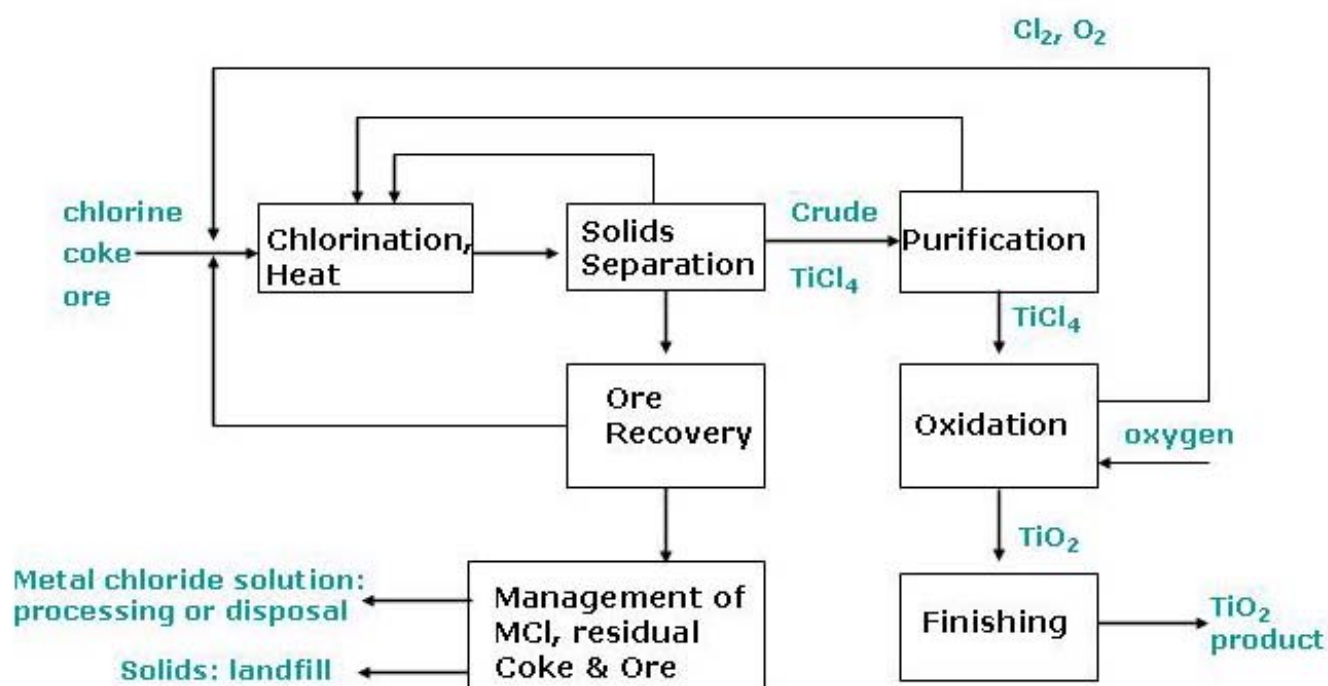 Cl₂, O₂
chlorine
coke
ore
Chlorination,
Heat
Solids
Separation
Crude
TiCl₄
Purification
TiCl₄
Ore
Recovery
Oxidation
oxygen
TiO₂
Metal chloride solution:
processing or disposal
Solids: landfill
Management of
MCl, residual
Coke & Ore
Finishing
TiO₂
product